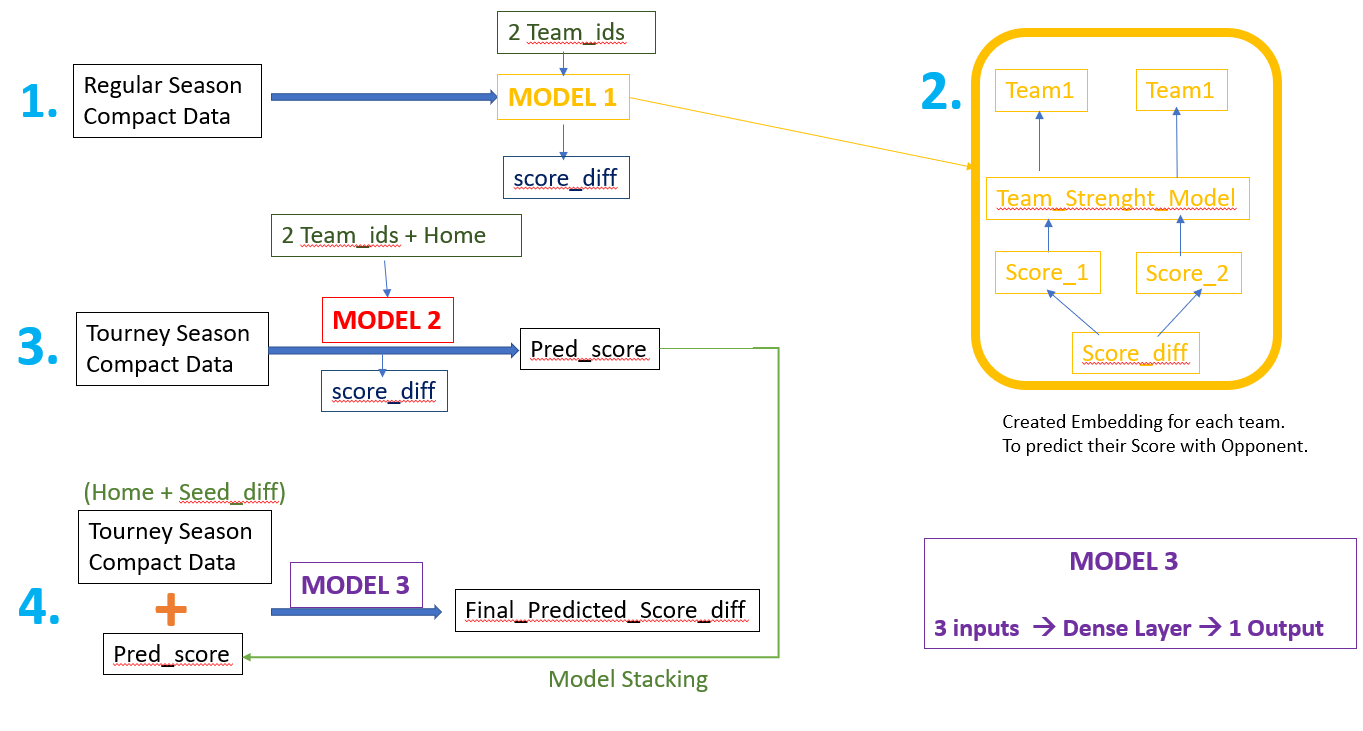 1.
Regular Season
Compact Data
2 Team_ids
MODEL 1
score_diff
2.
Team1
Team1
Team_Strenght_Model
Score_1
Score_2
Score_diff
Created Embedding for each team.
To predict their Score with Opponent.
3.
Tourney Season
Compact Data
2 Team_ids + Home
MODEL 2
score_diff
Pred_score
4.
(Home + Seed_diff)
Tourney Season
Compact Data
+
Pred_score
MODEL 3
Final_Predicted_Score_diff
Model Stacking
MODEL 3
3 inputs → Dense Layer → 1 Output